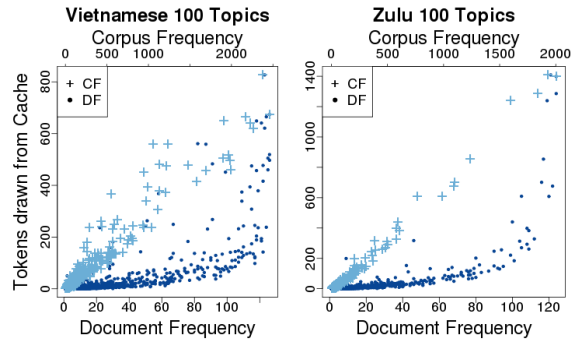 Vietnamese 100 Topics
Corpus Frequency
0 500 1000 2000
CF
DF
Tokens drawn from Cache
0 200 400 600 800
0 20 40 60 80 100
Document Frequency
Zulu 100 Topics
Corpus Frequency
0 500 1000 1500 2000
CF
DF
0 200 600 1000 1400
0 20 40 60 80 100 120
Document Frequency